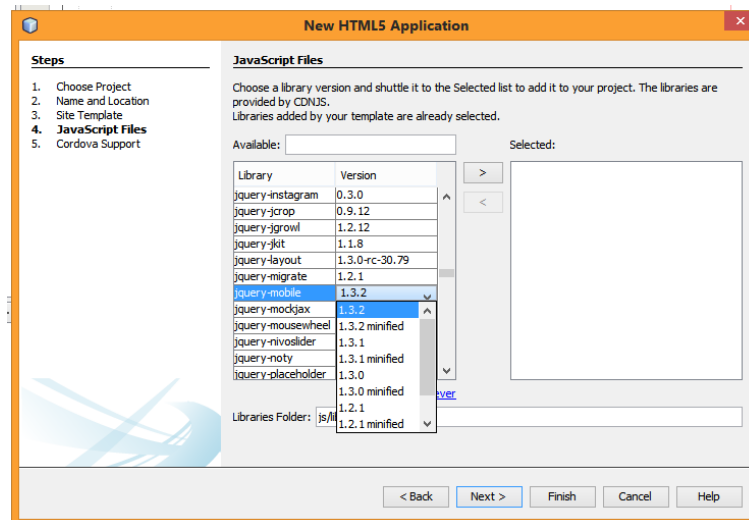 New HTML5 Application
Steps
1. Choose Project
2. Name and Location
3. Site Template
4. JavaScript Files
5. Cordova Support
JavaScript Files
Choose a library version and shuttle it to the Selected list to add it to your project. The libraries are
provided by CDNJS.
Libraries added by your template are already selected.
Available:
Selected:
Library Version
jquery-instagram 0.3.0
jquery-jcrop 0.9.12
jquery-jgrowl 1.2.12
jquery-jkit 1.1.8
jquery-layout 1.3.0-rc-30.79
jquery-migrate 1.2.1
jquery-mobile 1.3.2
jquery-mockjax
jquery-mousewheel
jquery-nivoslider
jquery-noty
jquery-placeholder
1.3.2
1.3.2 minified
1.3.1
1.3.1 minified
1.3.0
1.3.0 minified
1.2.1
1.2.1 minified
>
<
Libraries Folder: js/li
< Back Next > Finish Cancel Help